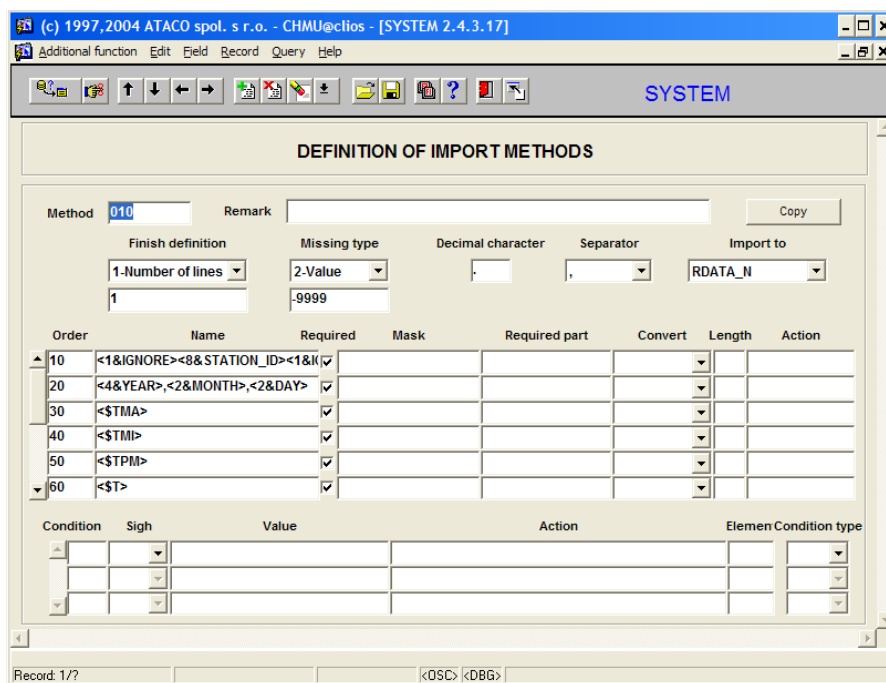 (c) 1997,2004 ATACO spol. s r.o. - CHMU@clios - [SYSTEM 2.4.3.17]
Additional function Edit Field Record Query Help
SYSTEM
DEFINITION OF IMPORT METHODS
Method 010 Remark Copy
Finish definition Missing type Decimal character Separator Import to
1-Number of lines 2-Value . , RDATA_N
1 -9999
Order Name Required Mask Required part Convert Length Action
10 <1&IGNORE><8&STATION_ID><1&I
20 <4&YEAR>,<2&MONTH>,<2&DAY>
30 <$TMA>
40 <$TMI>
50 <$TPM>
60 <$T>
Condition Sigh Value Action Elemen Condition type
Record: 1/? <OSC> <DBG>